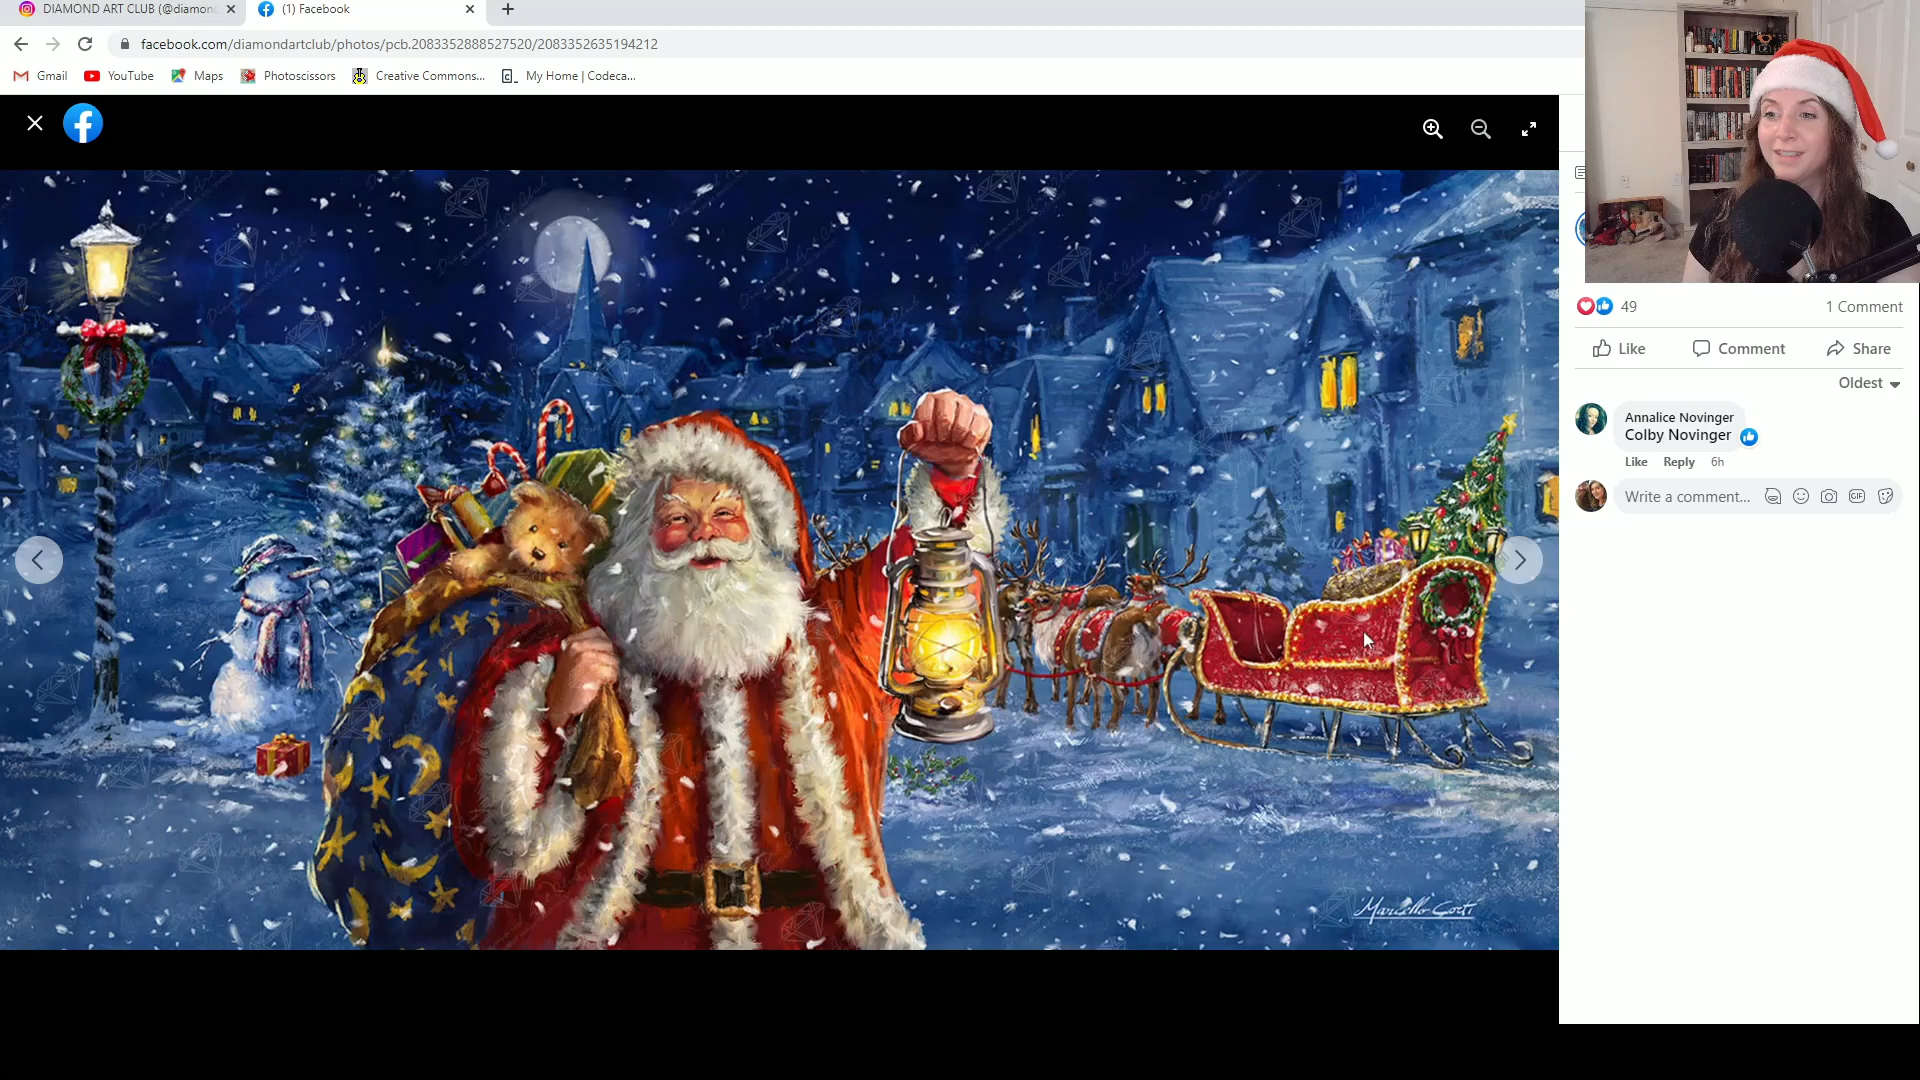 DIAMOND ART CLUB (@diamon
(1) Facebook
facebook.com/diamondartclub/photos/pcb.2083352888527520/2083352635194212
Gmail
YouTube
Maps
Photoscissors
Creative Commons...
My Home | Codeca...
49
1 Comment
Like
Comment
Share
Oldest
Annalice Novinger
Colby Novinger
Like Reply 6h
Write a comment...
GIF
Marcello Corti